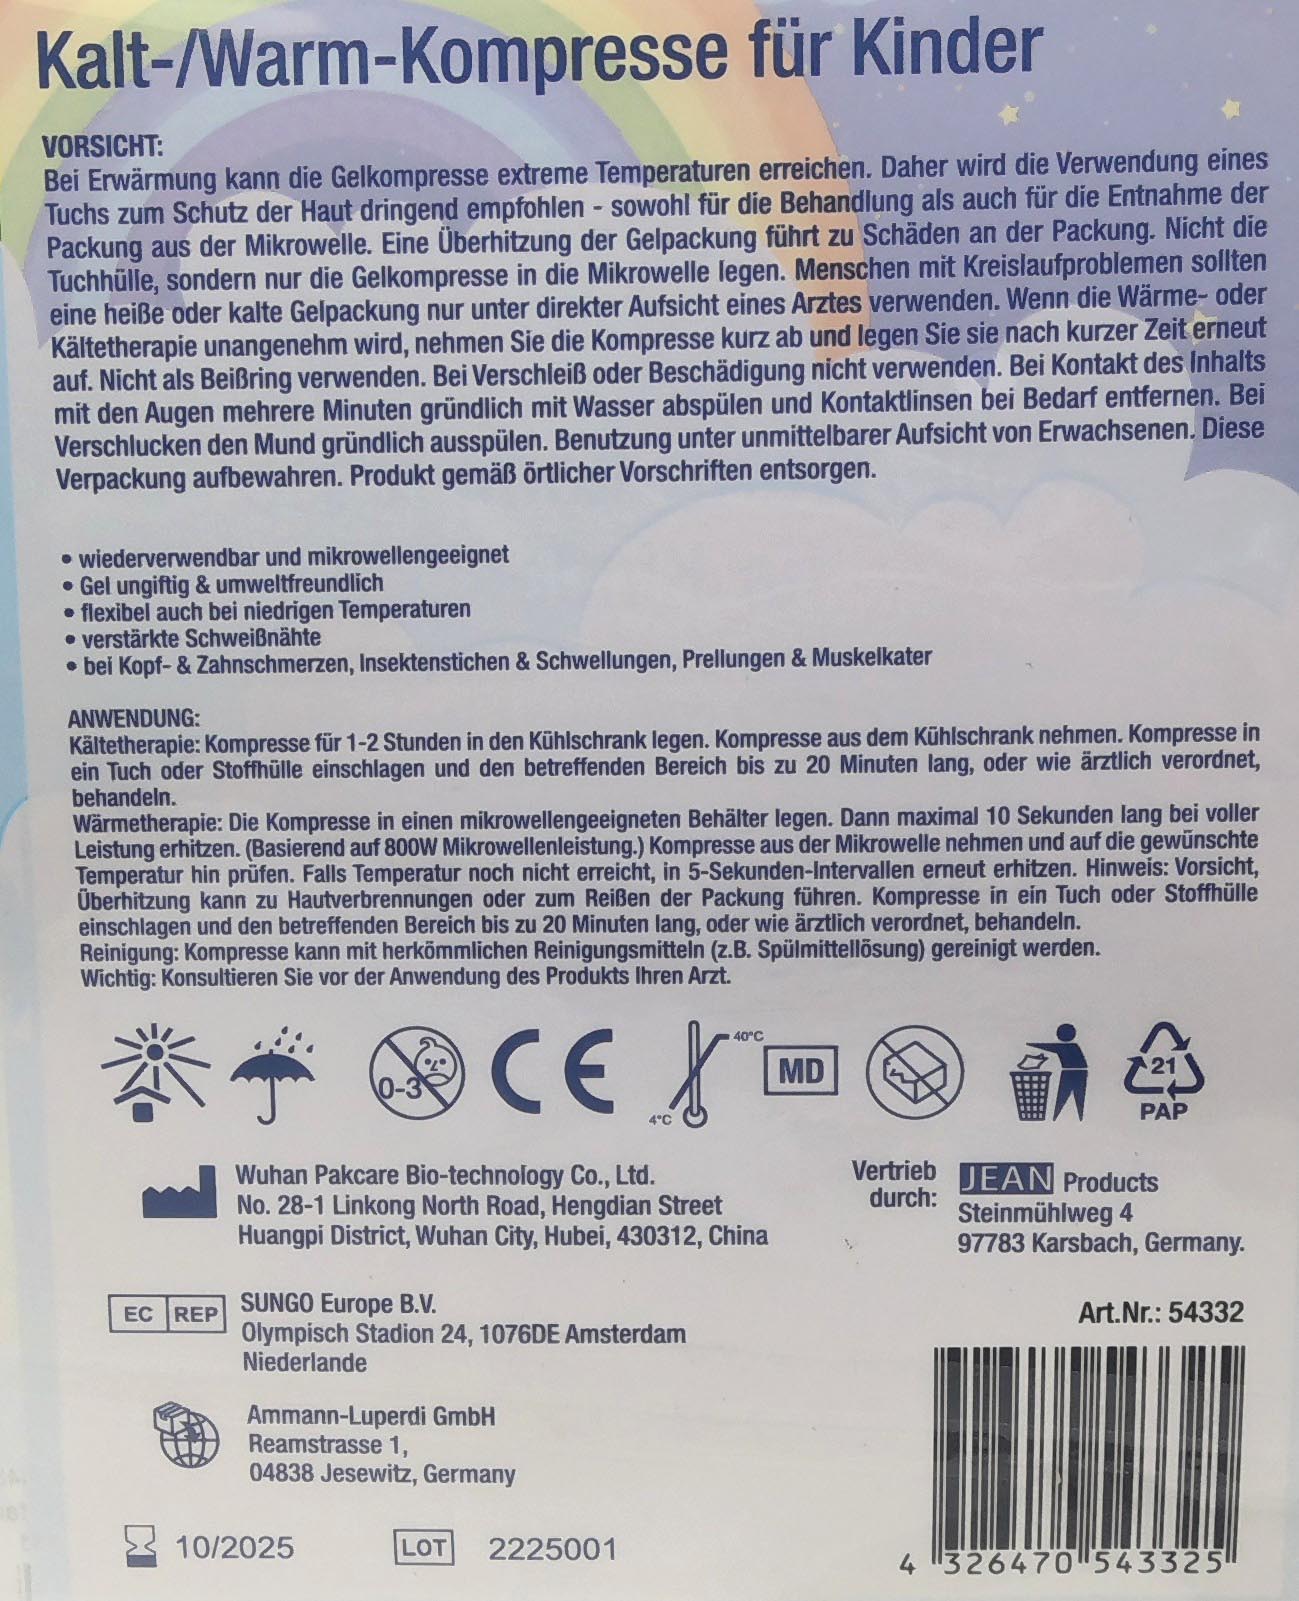 Kalt-/Warm-Kompresse für Kinder
VORSICHT:
Bei Erwärmung kann die Gelkompresse extreme Temperaturen erreichen. Daher wird die Verwendung eines
Tuchs zum Schutz der Haut dringend empfohlen - sowohl für die Behandlung als auch für die Entnahme der
Packung aus der Mikrowelle. Eine Überhitzung der Gelpackung führt zu Schäden an der Packung. Nicht die
Tuchhülle, sondern nur die Gelkompresse in die Mikrowelle legen. Menschen mit Kreislaufproblemen sollten
eine heiße oder kalte Gelpackung nur unter direkter Aufsicht eines Arztes verwenden. Wenn die Wärme- oder
Kältetherapie unangenehm wird, nehmen Sie die Kompresse kurz ab und legen Sie sie nach kurzer Zeit erneut
auf. Nicht als Beißring verwenden. Bei Verschleiß oder Beschädigung nicht verwenden. Bei Kontakt des Inhalts
mit den Augen mehrere Minuten gründlich mit Wasser abspülen und Kontaktlinsen bei Bedarf entfernen. Bei
Verschlucken den Mund gründlich ausspülen. Benutzung unter unmittelbarer Aufsicht von Erwachsenen. Diese
Verpackung aufbewahren. Produkt gemäß örtlicher Vorschriften entsorgen.
• wiederverwendbar und mikrowellengeeignet
• Gel ungiftig & umweltfreundlich
• flexibel auch bei niedrigen Temperaturen
• verstärkte Schweißnähte
• bei Kopf- & Zahnschmerzen, Insektenstichen & Schwellungen, Prellungen & Muskelkater
ANWENDUNG:
Kältetherapie: Kompresse für 1-2 Stunden in den Kühlschrank legen. Kompresse aus dem Kühlschrank nehmen. Kompresse in
ein Tuch oder Stoffhülle einschlagen und den betreffenden Bereich bis zu 20 Minuten lang, oder wie ärztlich verordnet,
behandeln.
Wärmetherapie: Die Kompresse in einen mikrowellengeeigneten Behälter legen. Dann maximal 10 Sekunden lang bei voller
Leistung erhitzen. (Basierend auf 800W Mikrowellenleistung.) Kompresse aus der Mikrowelle nehmen und auf die gewünschte
Temperatur hin prüfen. Falls Temperatur noch nicht erreicht, in 5-Sekunden-Intervallen erneut erhitzen. Hinweis: Vorsicht,
Überhitzung kann zu Hautverbrennungen oder zum Reißen der Packung führen. Kompresse in ein Tuch oder Stoffhülle
einschlagen und den betreffenden Bereich bis zu 20 Minuten lang, oder wie ärztlich verordnet, behandeln.
Reinigung: Kompresse kann mit herkömmlichen Reinigungsmitteln (z.B. Spülmittellösung) gereinigt werden.
Wichtig: Konsultieren Sie vor der Anwendung des Produkts Ihren Arzt.
0-3
CE
4°C
40°C
MD
21
PAP
Wuhan Pakcare Bio-technology Co., Ltd.
No. 28-1 Linkong North Road, Hengdian Street
Huangpi District, Wuhan City, Hubei, 430312, China
Vertrieb
durch:
JEAN Products
Steinmühlweg 4
97783 Karsbach, Germany.
EC REP
SUNGO Europe B.V.
Olympisch Stadion 24, 1076DE Amsterdam
Niederlande
Art.Nr.: 54332
Ammann-Luperdi GmbH
Reamstrasse 1,
04838 Jesewitz, Germany
10/2025
LOT 2225001
4 326470 543325